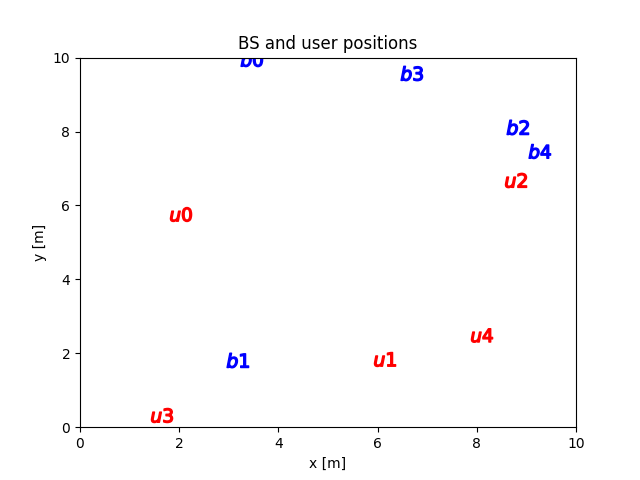 BS and user positions
10
b0
b3
8
b2
b4
u2
6
u0
y [m]
4
2
b1
u1
u4
u3
0
0 2 4 6 8 10
x [m]